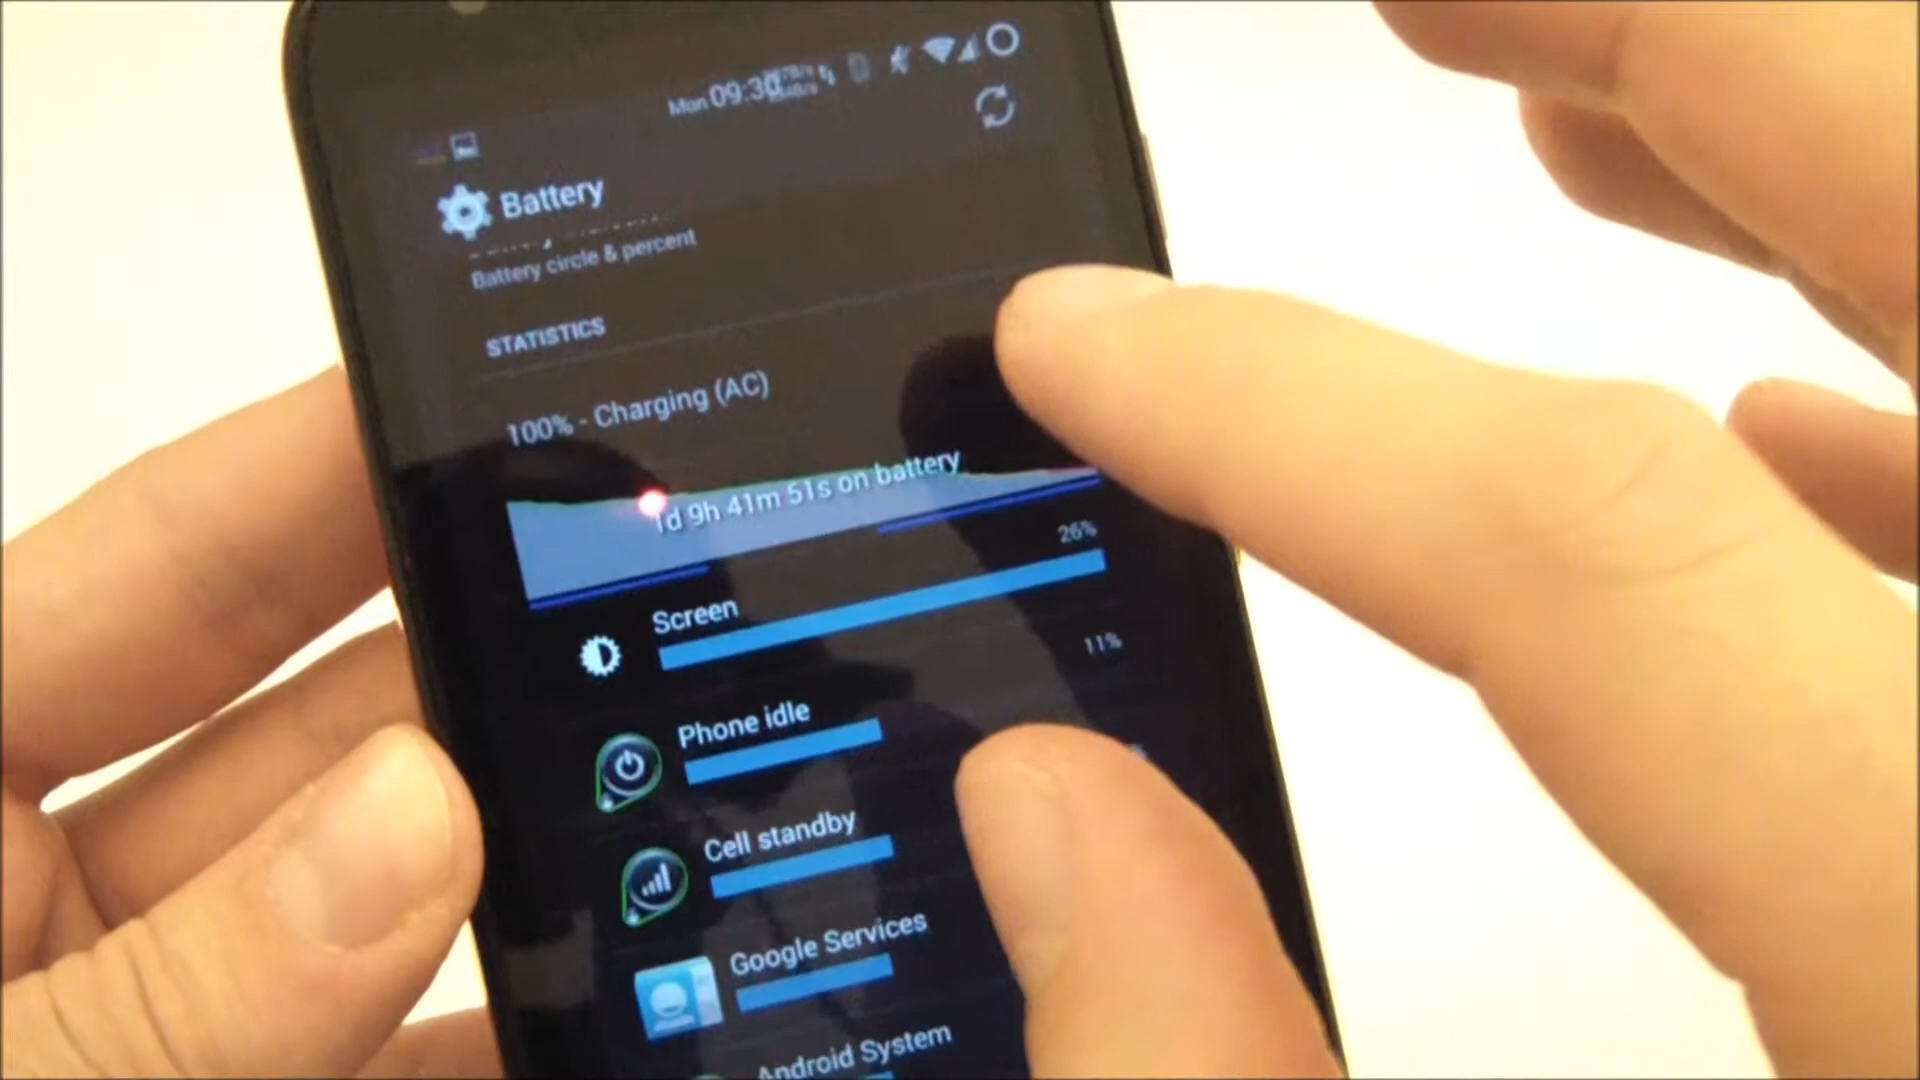 Mon 09:30
Battery
Battery circle & percent
STATISTICS
100% - Charging (AC)
1d 9h 41m 51s on battery
26%
Screen
11%
Phone idle
Cell standby
Google Services
Android System